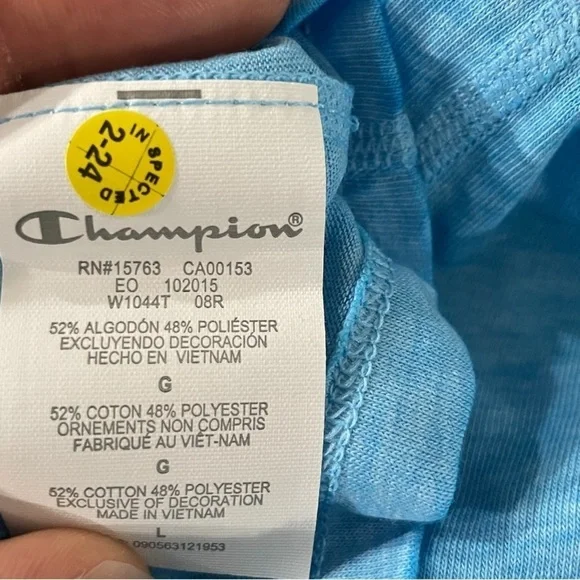 INSPECTED
2-24
Champion®
RN#15763 CA00153
EO 102015
W1044T 08R
52% ALGODÓN 48% POLIÉSTER
EXCLUYENDO DECORACIÓN
HECHO EN VIETNAM
G
52% COTON 48% POLYESTER
ORNEMENTS NON COMPRIS
FABRIQUÉ AU VIÊT-NAM
G
52% COTTON 48% POLYESTER
EXCLUSIVE OF DECORATION
MADE IN VIETNAM
L
090563121953